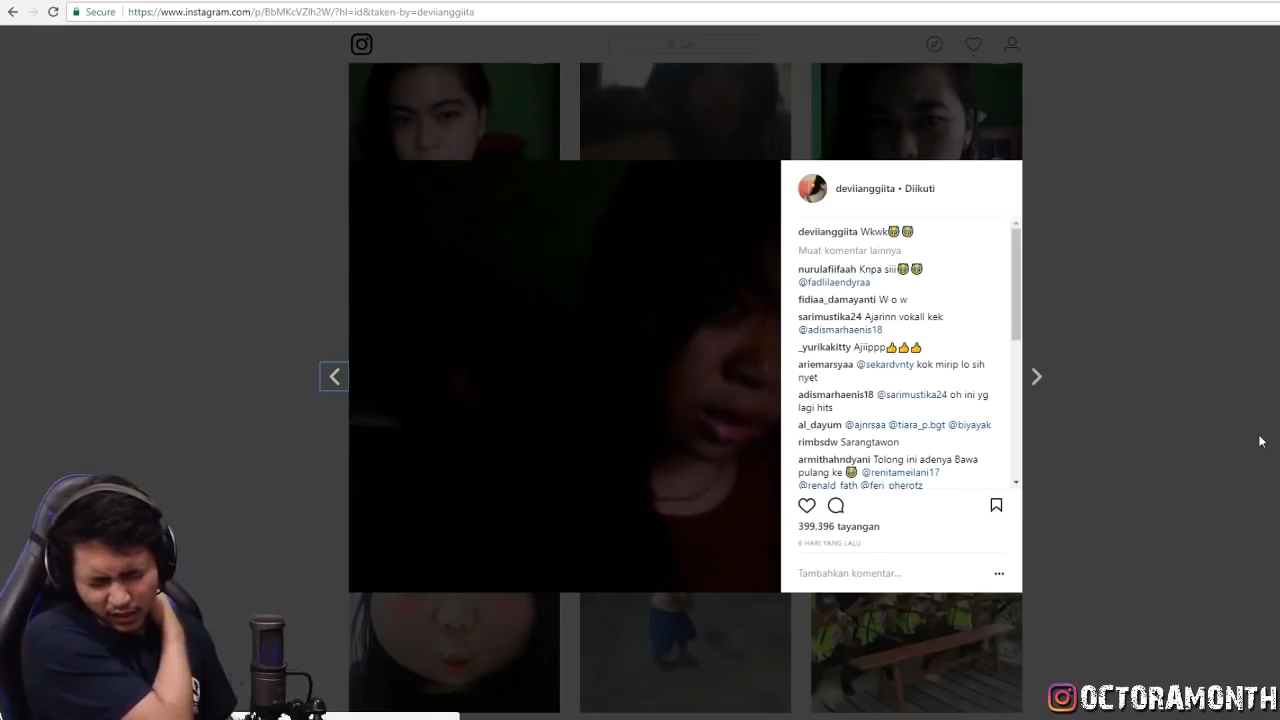 Secure https://www.instagram.com/p/BbMKcVZlh2W/?hl=id&taken-by=deviianggiita
Cari
deviianggiita • Diikuti
deviianggiita Wkwk😹😹
Muat komentar lainnya
nurulafiifaah Knpa siii😹😹
@fadlilaendyraa
fidiaa_damayanti W o w
sarimustika24 Ajarinn vokall kek
@adismarhaenis18
_yurikakitty Ajiippp👍👍👍
ariemarsyaa @sekardvnty kok mirip lo sih
nyet
adismarhaenis18 @sarimustika24 oh ini yg
lagi hits
al_dayum @ajnrsaa @tiara_p.bgt @biyayak
rimbsdw Sarangtawon
armithahndyani Tolong ini adenya Bawa
pulang ke 😹 @renitameilani17
@renald_fath @feri_pherotz
399,396 tayangan
HARI YANG LALU
Tambahkan komentar...
OCTORAMONTH